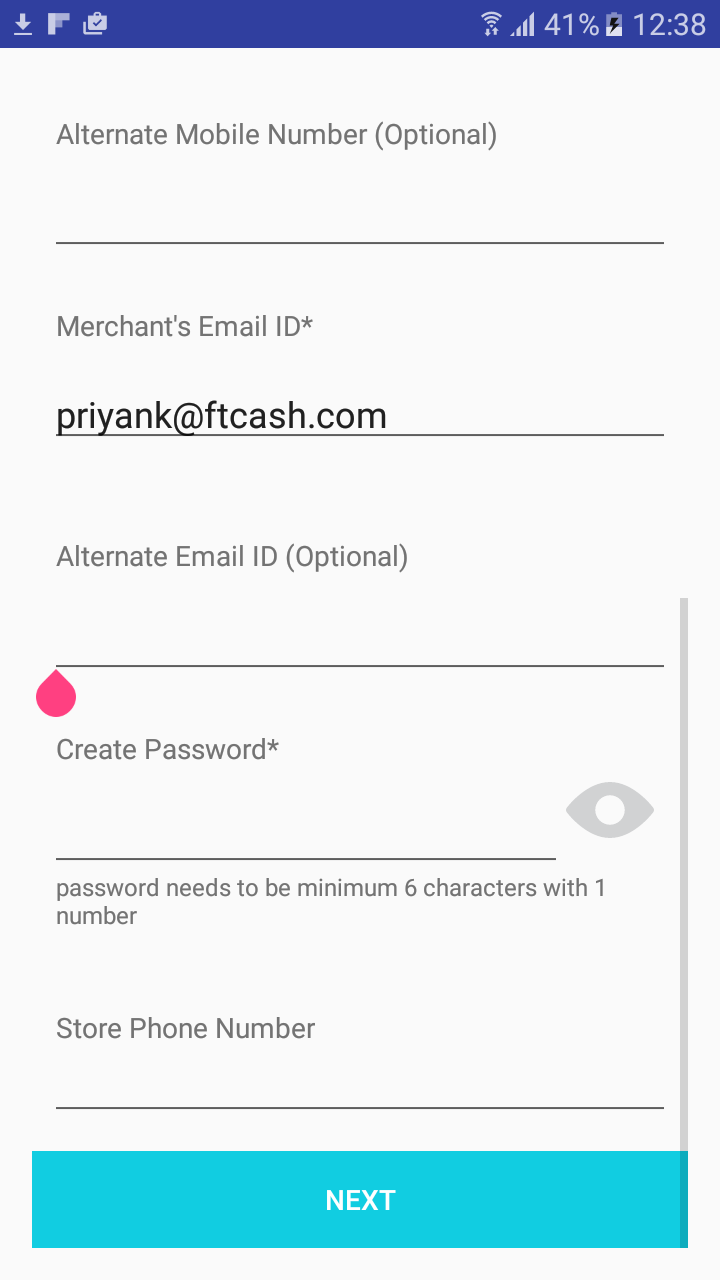 41% 12:38
Alternate Mobile Number (Optional)
Merchant's Email ID*
priyank@ftcash.com
Alternate Email ID (Optional)
Create Password*
password needs to be minimum 6 characters with 1
number
Store Phone Number
NEXT